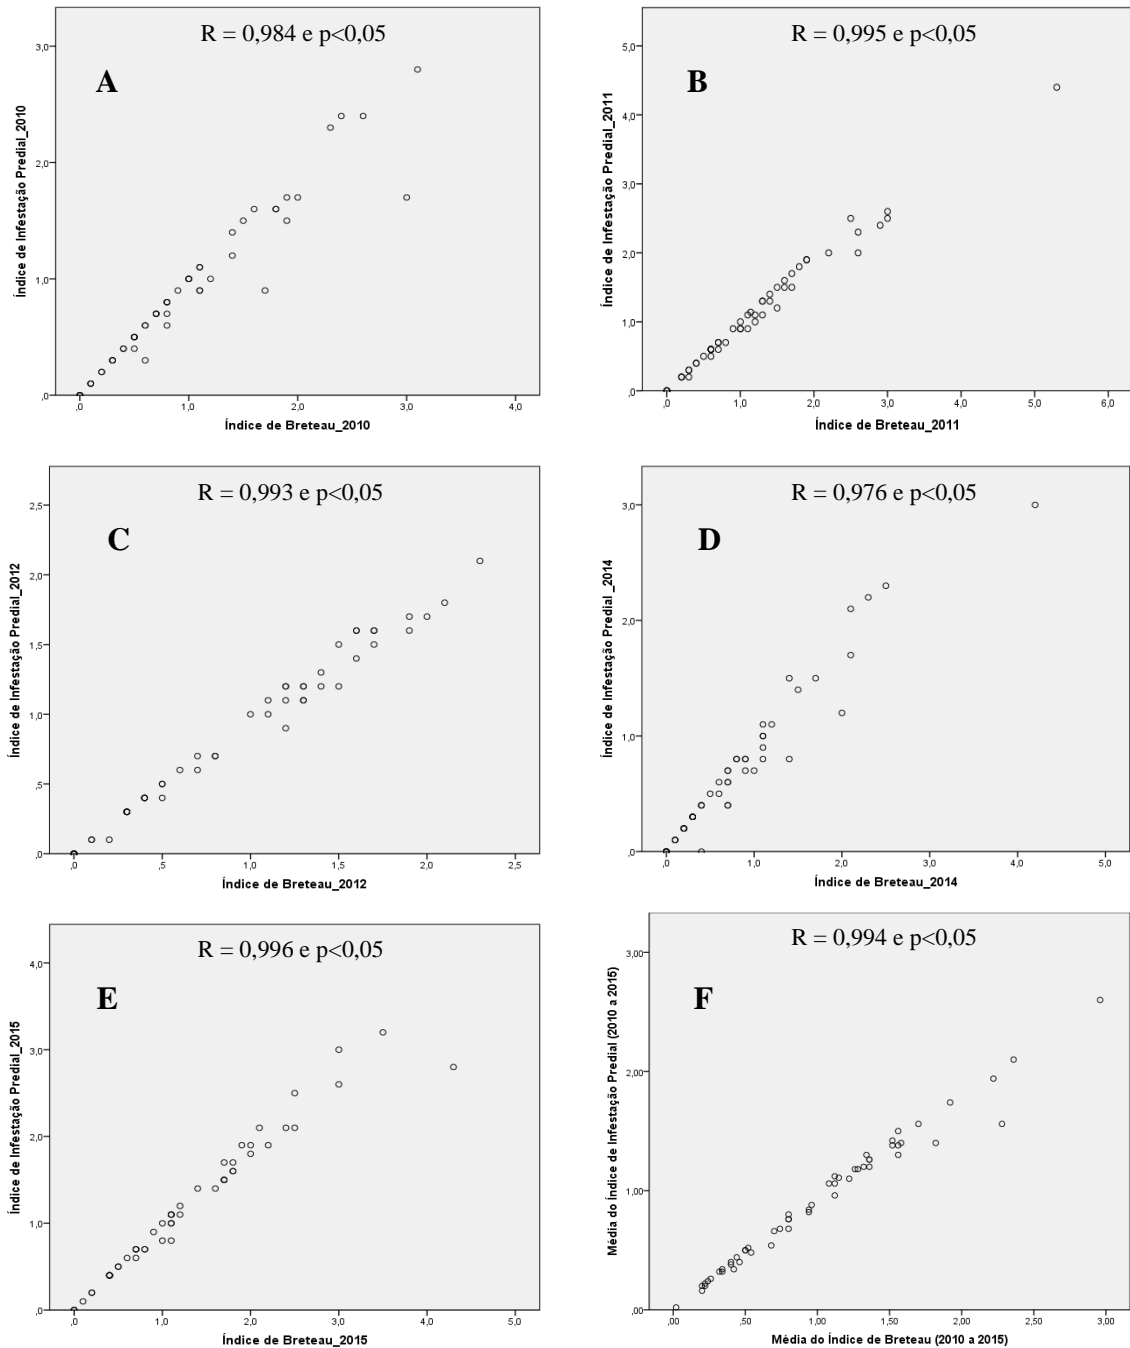 R = 0,984 e p<0,05
A
Índice de Infestação Predial_2010
3,0
2,0
1,0
,0
,0 1,0 2,0 3,0 4,0
Índice de Breteau_2010
R = 0,995 e p<0,05
B
Índice de Infestação Predial_2011
5,0
4,0
3,0
2,0
1,0
,0
,0 1,0 2,0 3,0 4,0 5,0 6,0
Índice de Breteau_2011
R = 0,993 e p<0,05
C
Índice de Infestação Predial_2012
2,5
2,0
1,5
1,0
,5
,0
,0 ,5 1,0 1,5 2,0 2,5
Índice de Breteau_2012
R = 0,976 e p<0,05
D
Índice de Infestação Predial _2014
3,0
2,0
1,0
,0
,0 1,0 2,0 3,0 4,0 5,0
Índice de Breteau_2014
R = 0,996 e p<0,05
E
Índice de Infestação Predial_2015
4,0
3,0
2,0
1,0
,0
,0 1,0 2,0 3,0 4,0 5,0
Índice de Breteau_2015
R = 0,994 e p<0,05
F
Média do Índice de Infestação Predial (2010 a 2015)
3,00
2,00
1,00
,00
,00 ,50 1,00 1,50 2,00 2,50 3,00
Média do Índice de Breteau (2010 a 2015)